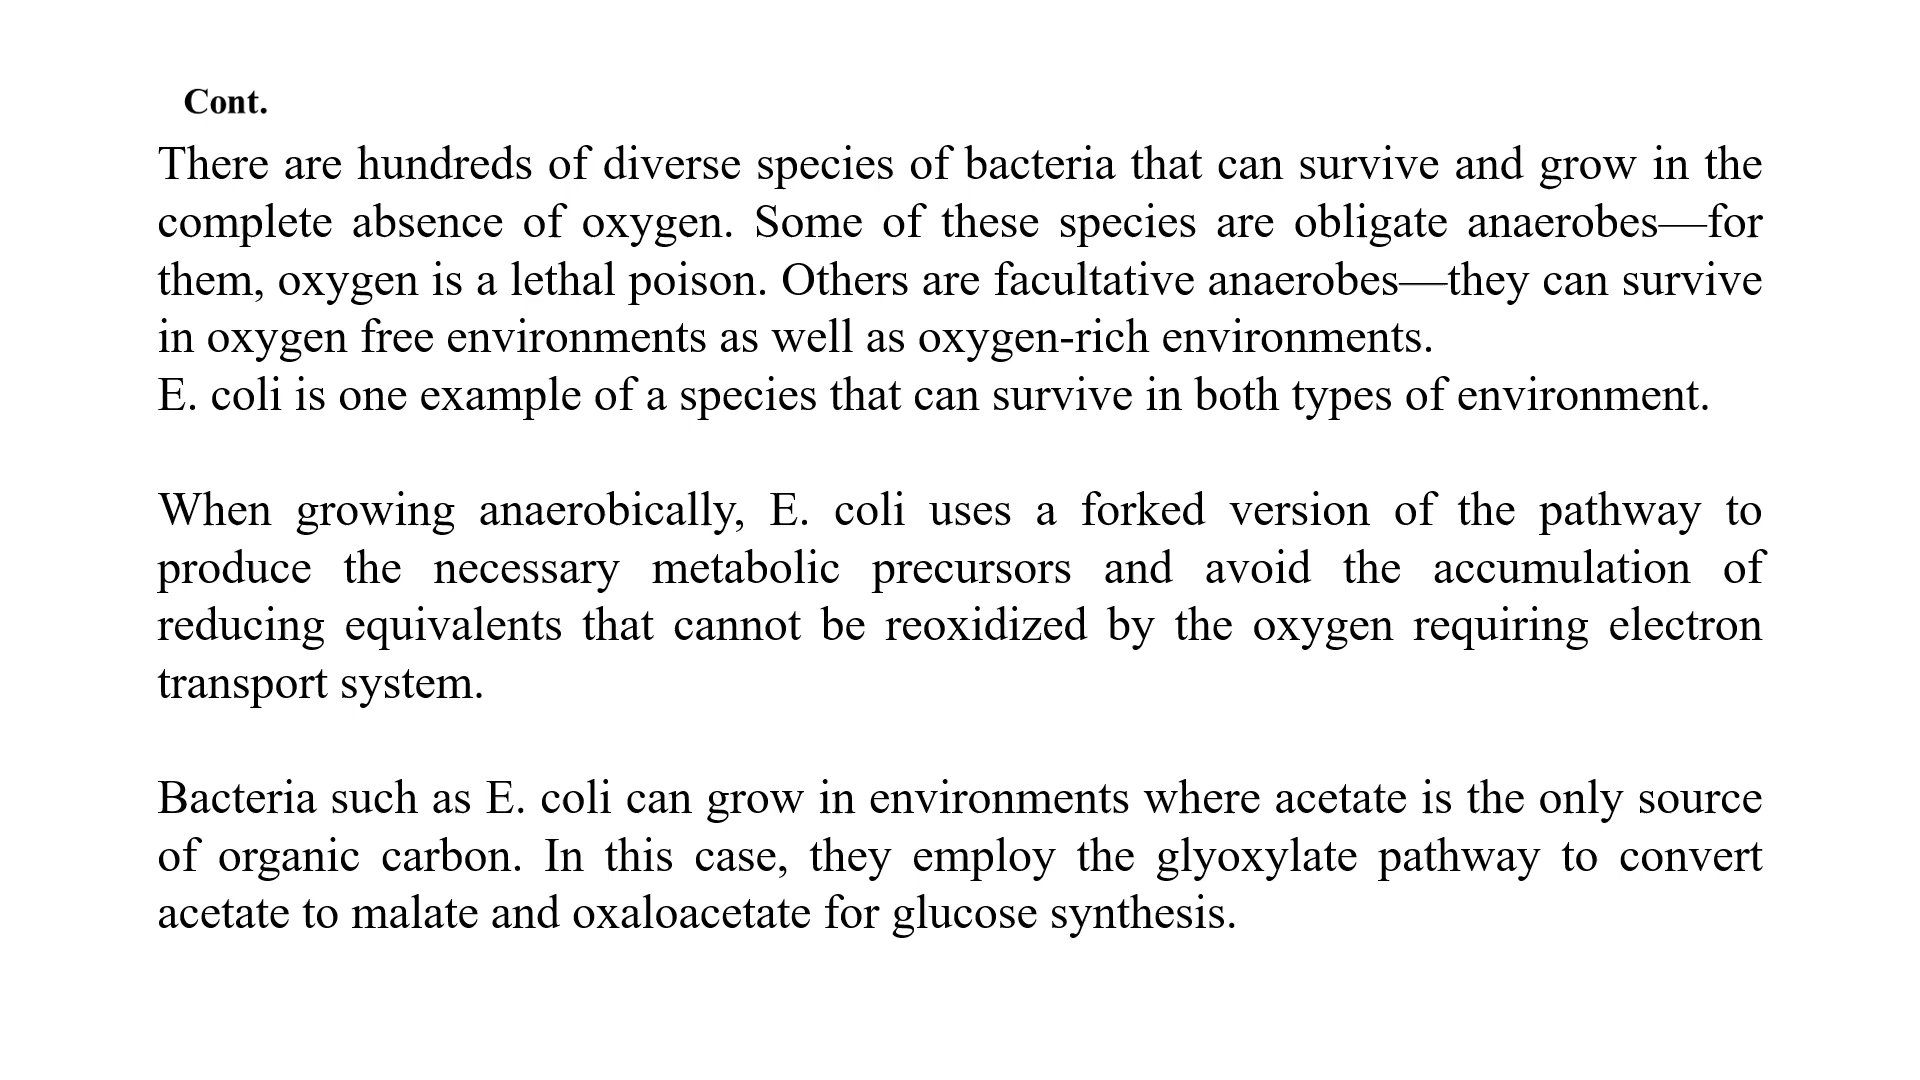 Cont.
There are hundreds of diverse species of bacteria that can survive and grow in the
complete absence of oxygen. Some of these species are obligate anaerobes—for
them, oxygen is a lethal poison. Others are facultative anaerobes—they can survive
in oxygen free environments as well as oxygen-rich environments.
E. coli is one example of a species that can survive in both types of environment.
When growing anaerobically, E. coli uses a forked version of the pathway to
produce the necessary metabolic precursors and avoid the accumulation of
reducing equivalents that cannot be reoxidized by the oxygen requiring electron
transport system.
Bacteria such as E. coli can grow in environments where acetate is the only source
of organic carbon. In this case, they employ the glyoxylate pathway to convert
acetate to malate and oxaloacetate for glucose synthesis.